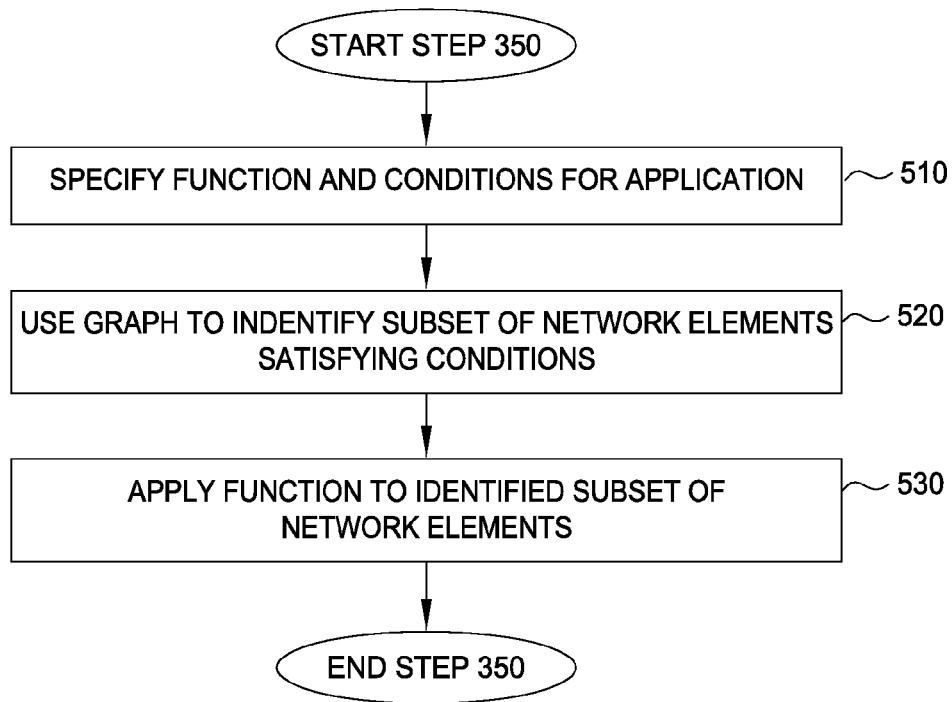 START STEP 350
SPECIFY FUNCTION AND CONDITIONS FOR APPLICATION
510
USE GRAPH TO INDENTIFY SUBSET OF NETWORK ELEMENTS
SATISFYING CONDITIONS
520
APPLY FUNCTION TO IDENTIFIED SUBSET OF
NETWORK ELEMENTS
530
END STEP 350